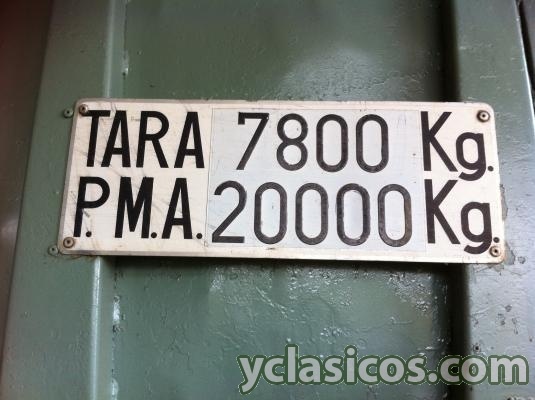 TARA 7800 Kg.
P.M.A. 20000 Kg.
yclasicos.com